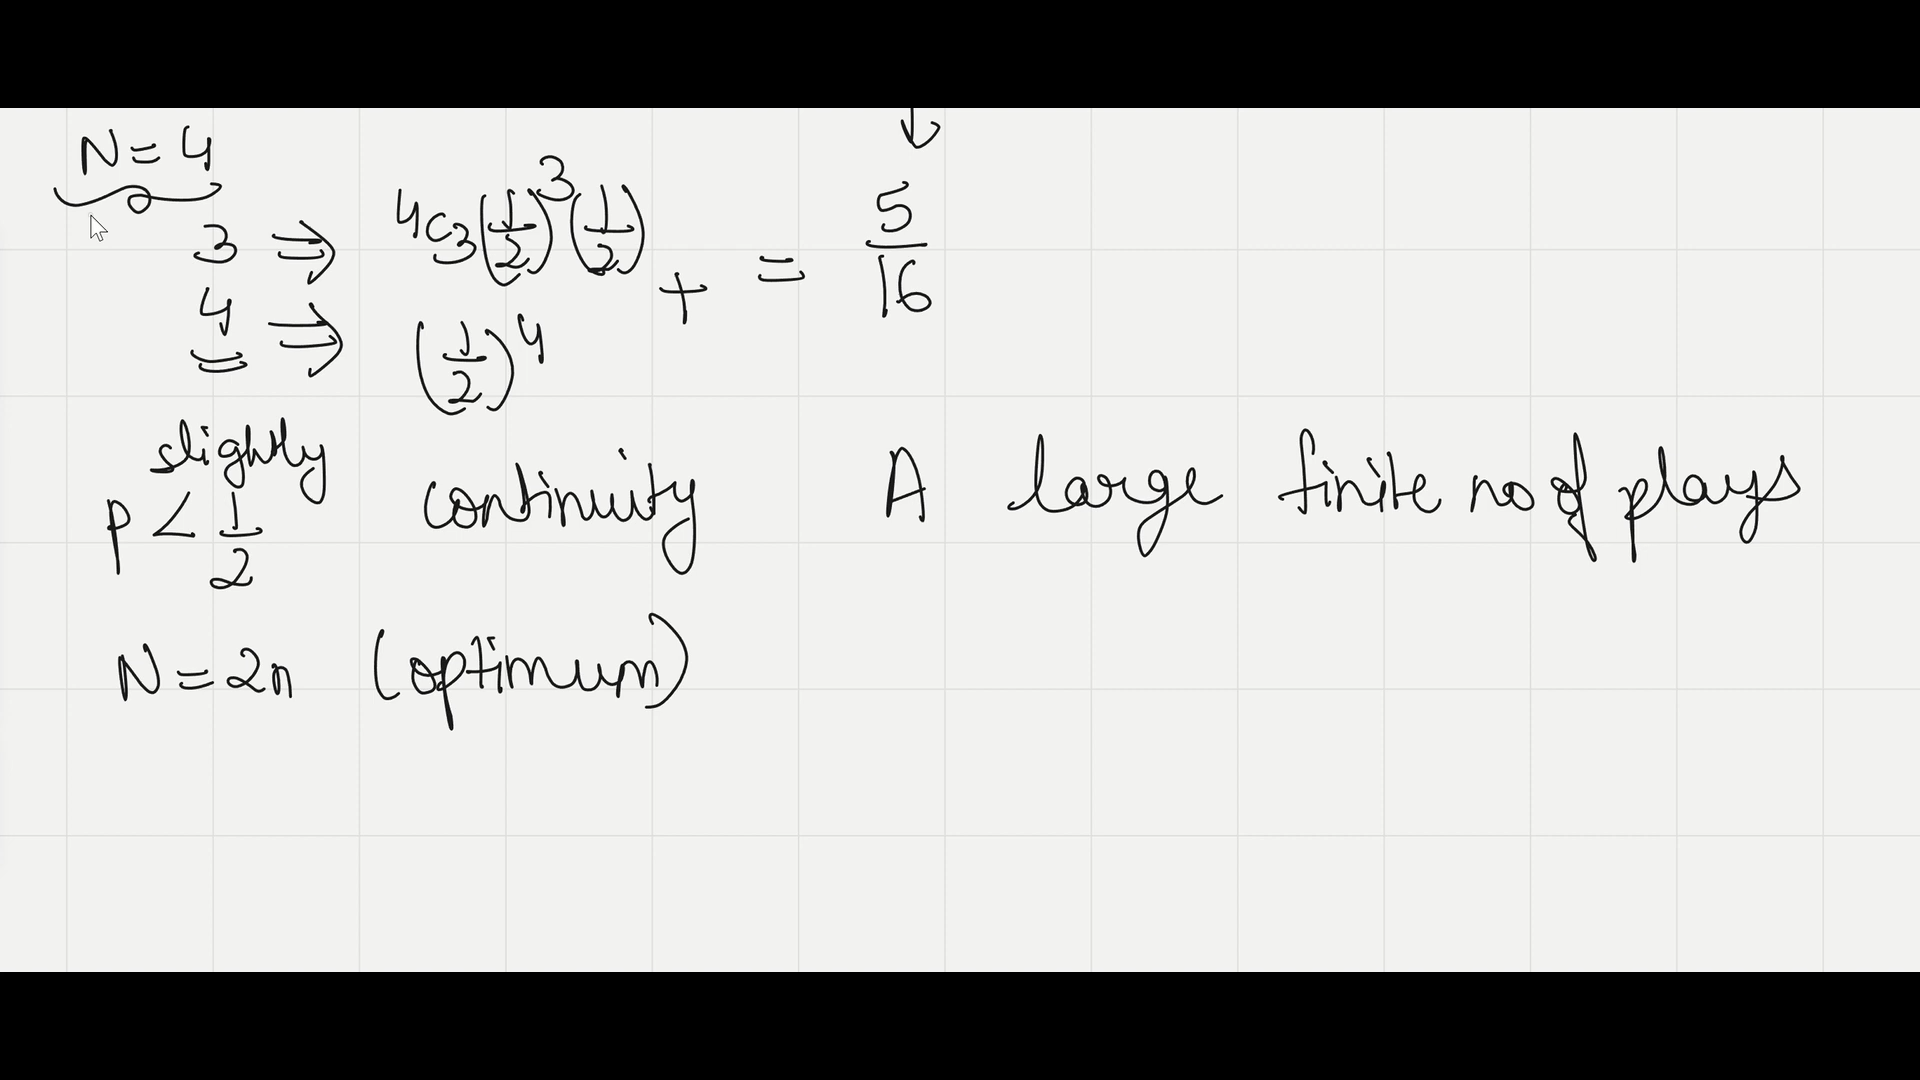 N = 4
3 ⇒ 4C3 (1/2)^3 (1/2) + = 5/16
4 ⇒ (1/2)^4
slightly
p < 1/2 continuity A large finite no of plays
N = 2n (optimum)